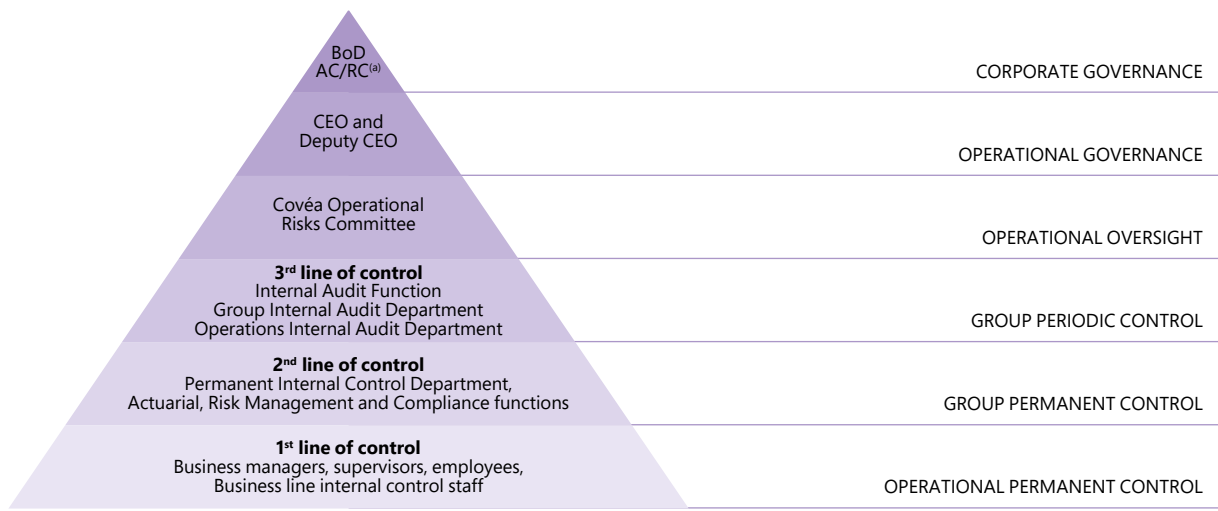 BoD
AC/RC(a)
CORPORATE GOVERNANCE
CEO and
Deputy CEO
OPERATIONAL GOVERNANCE
Covéa Operational
Risks Committee
OPERATIONAL OVERSIGHT
3rd line of control
Internal Audit Function
Group Internal Audit Department
Operations Internal Audit Department
GROUP PERIODIC CONTROL
2nd line of control
Permanent Internal Control Department,
Actuarial, Risk Management and Compliance functions
GROUP PERMANENT CONTROL
1st line of control
Business managers, supervisors, employees,
Business line internal control staff
OPERATIONAL PERMANENT CONTROL